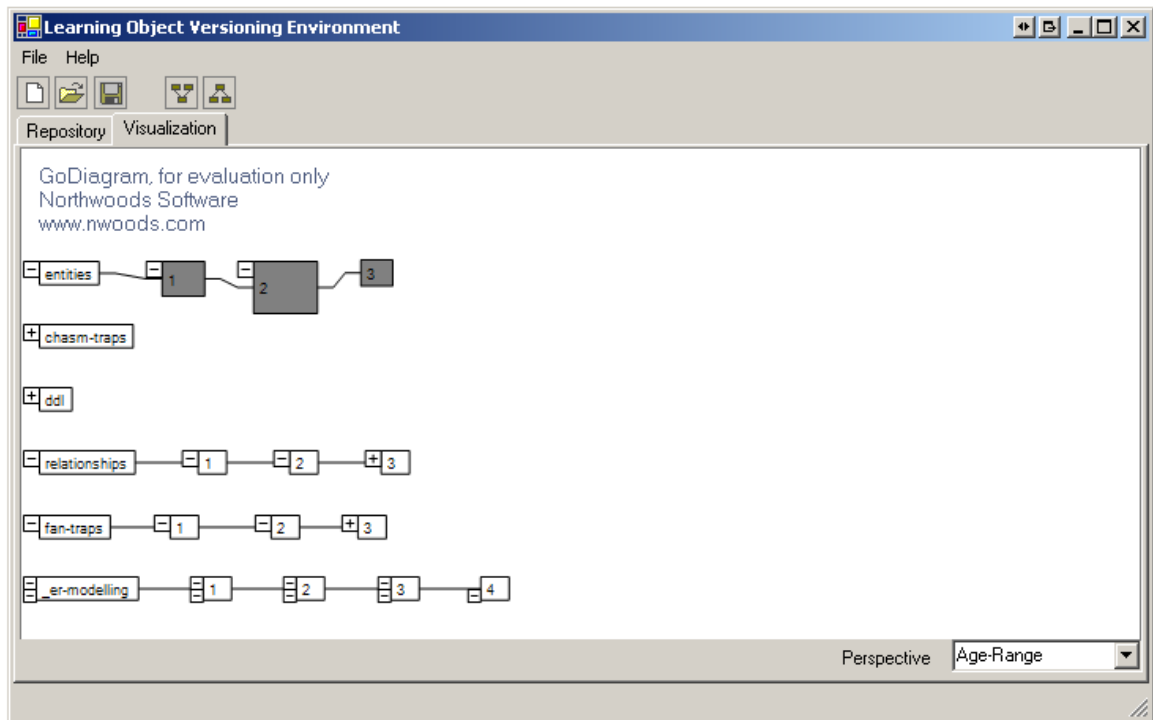 Learning Object Versioning Environment
File Help
Repository Visualization
GoDiagram, for evaluation only
Northwoods Software
www.nwoods.com
entities 1 2 3
chasm-traps
ddl
relationships 1 2 3
fan-traps 1 2 3
_er-modelling 1 2 3 4
Perspective Age-Range